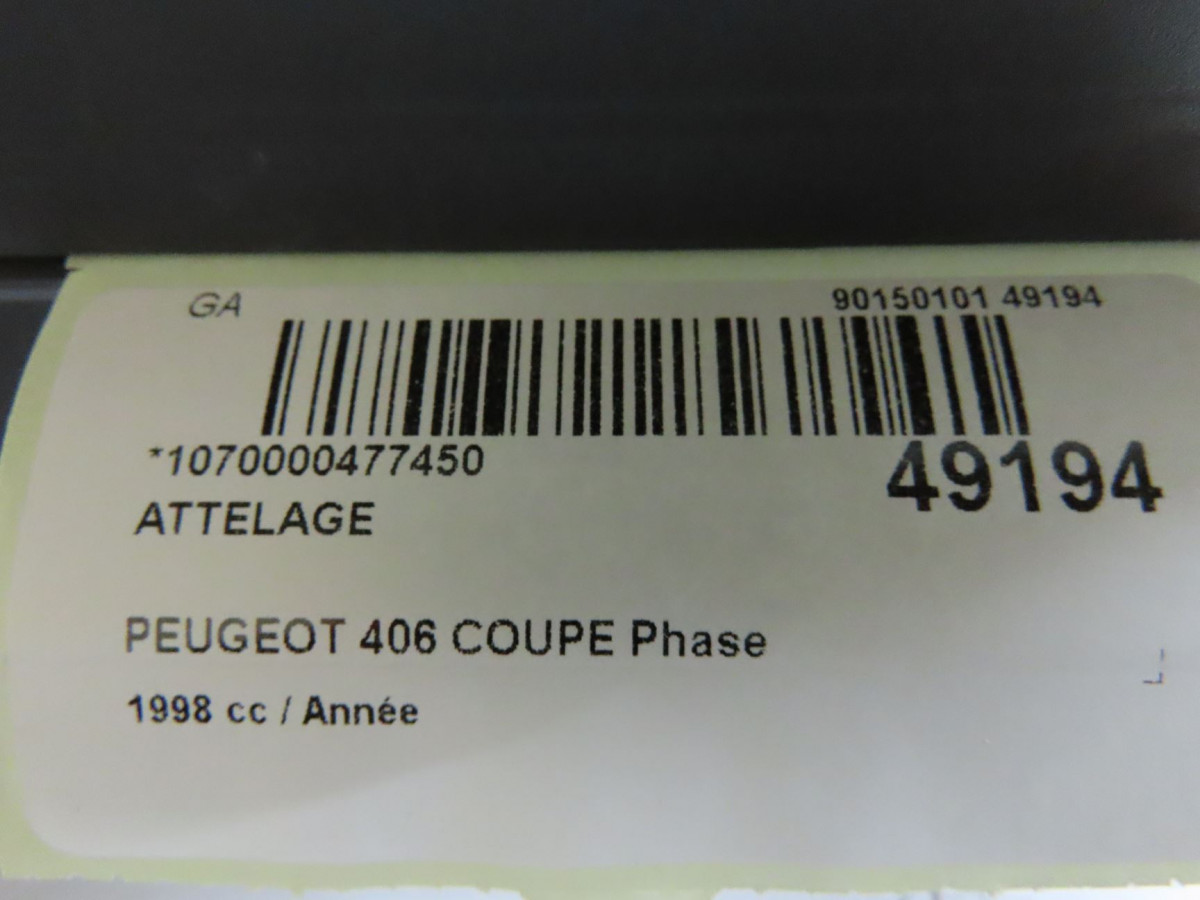 GA 90150101 49194
*1070000477450 49194
ATTELAGE
PEUGEOT 406 COUPE Phase
1998 cc / Année